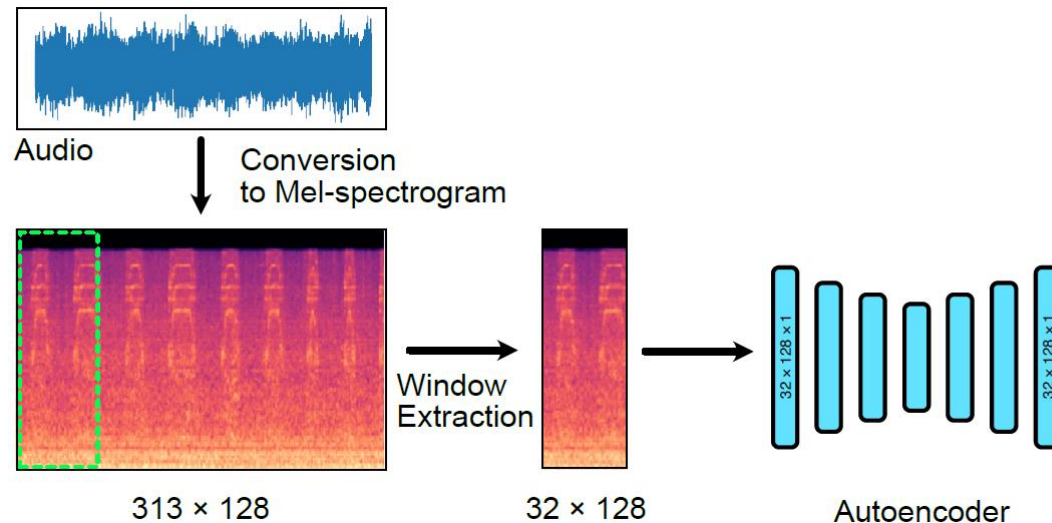 Audio
Conversion
to Mel-spectrogram
Window
Extraction
32 × 128 × 1
32 × 128 × 1
313 × 128
32 × 128
Autoencoder